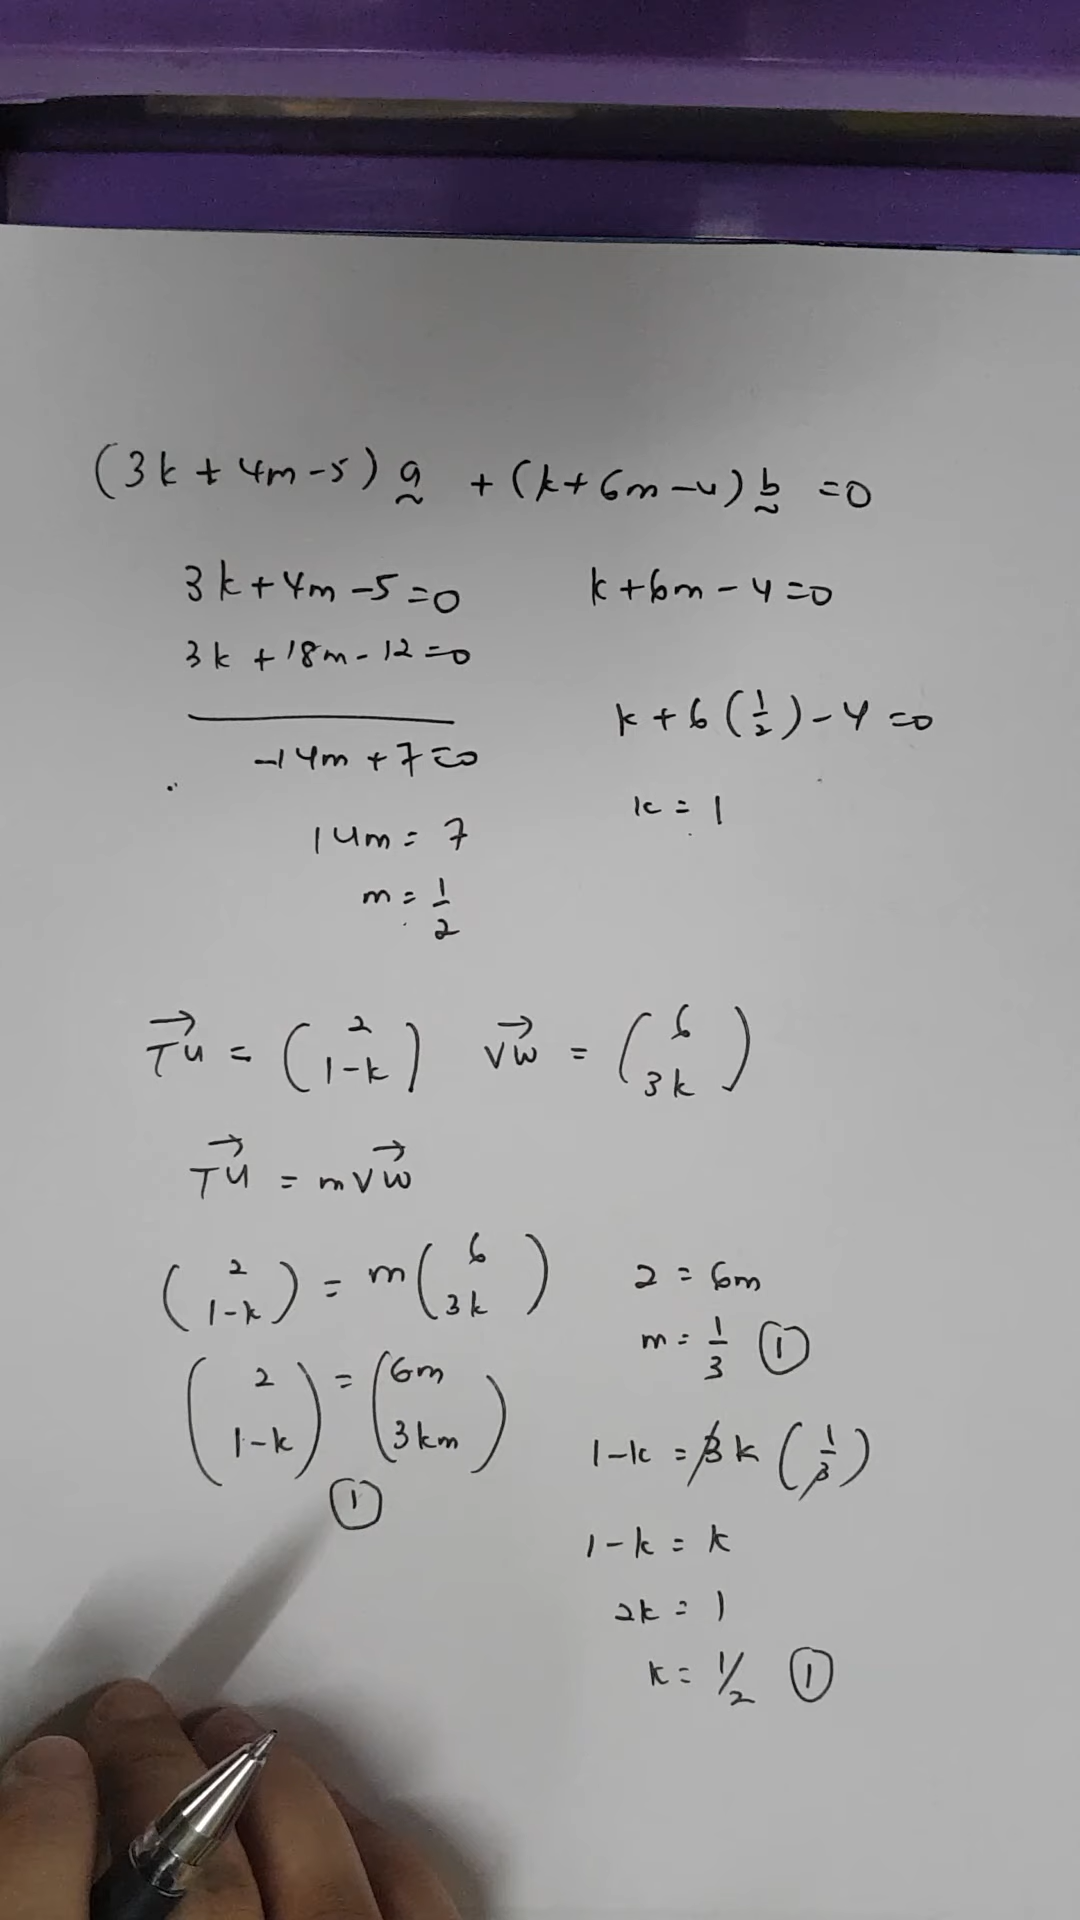 (3k + 4m - 5) a + (k + 6m - 4) b = 0
3k + 4m - 5 = 0
k + 6m - 4 = 0
3k + 18m - 12 = 0
-14m + 7 = 0
k + 6 (1/2) - 4 = 0
14m = 7
k = 1
m = 1/2
→TU = (2 1-k) →VW = (6 3k)
→TU = m →VW
(2 1-k) = m (6 3k)
2 = 6m
m = 1/3 ①
(2 1-k) = (6m 3km)
①
1-k = 3k (1/3)
1-k = k
2k = 1
k = 1/2 ①